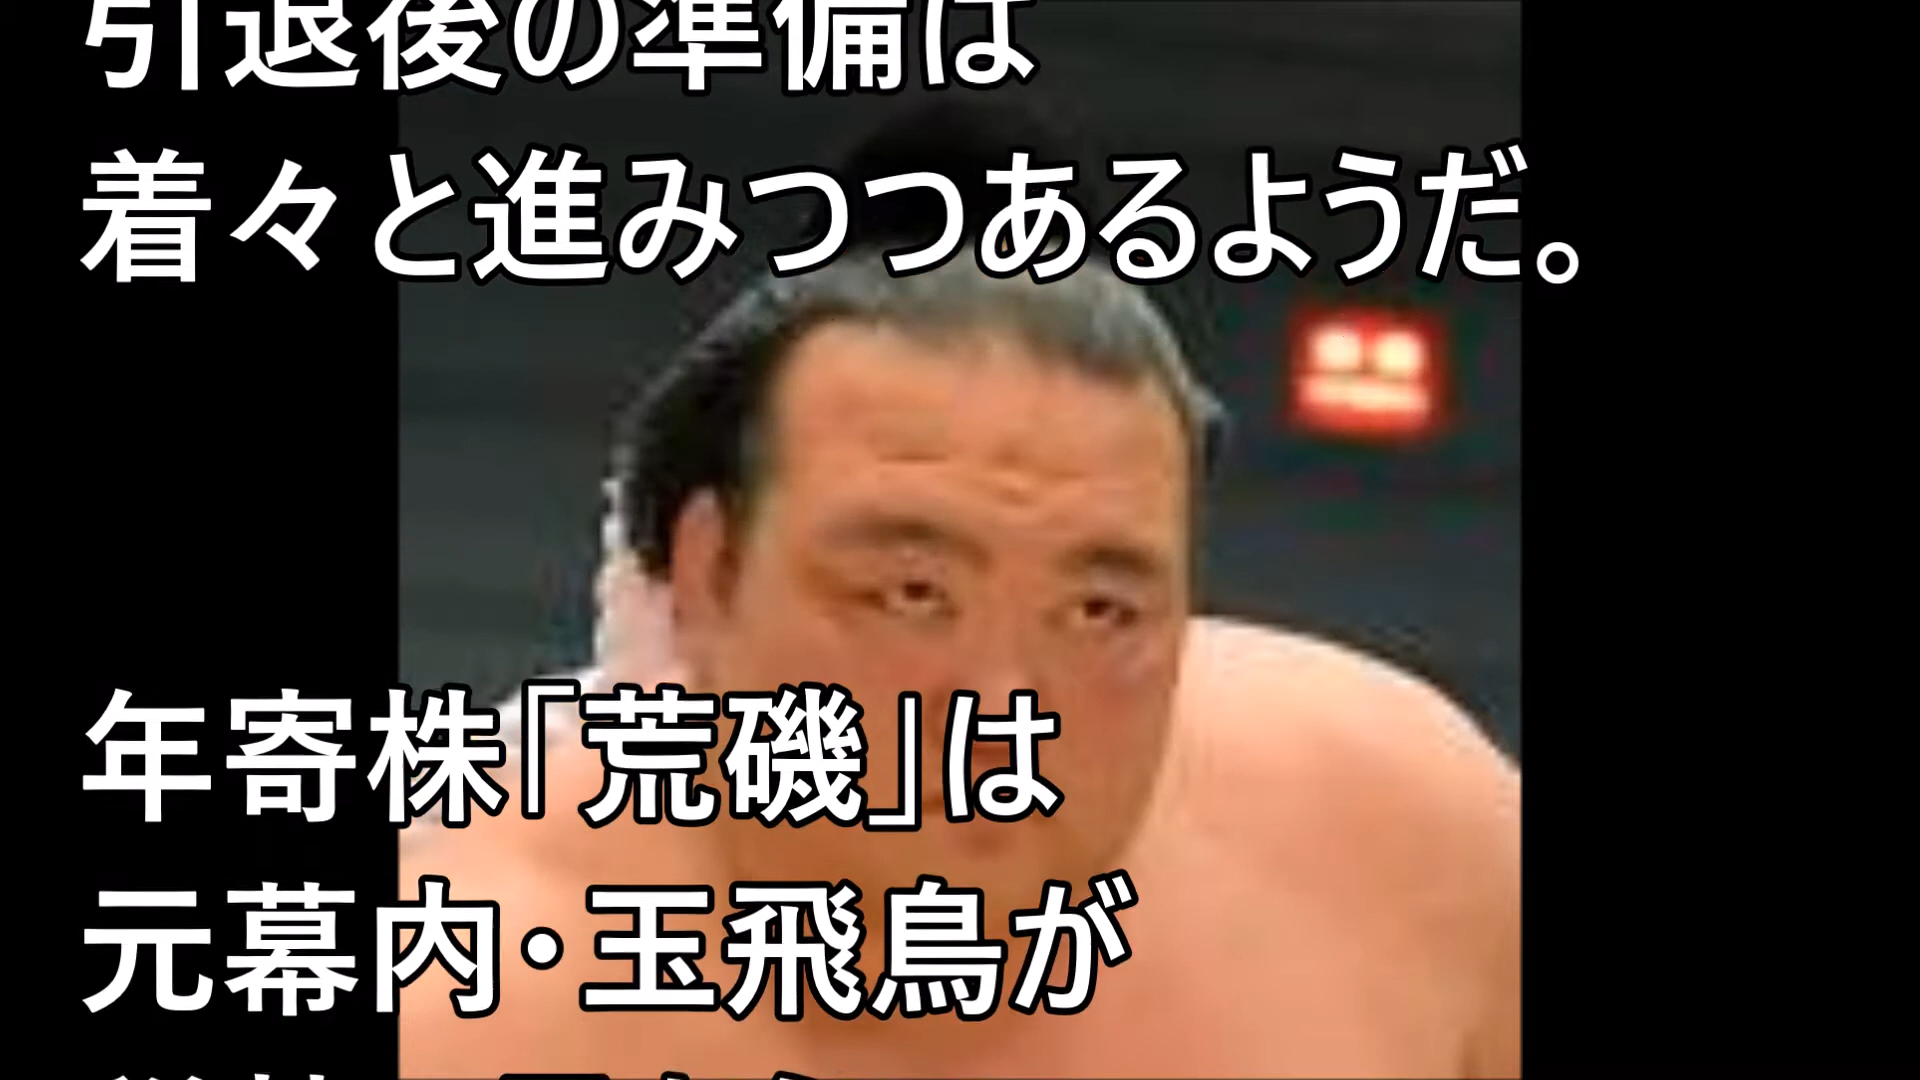 引退後の準備は
着々と進みつつあるようだ。
年寄株「荒磯」は
元幕内・玉飛鳥が